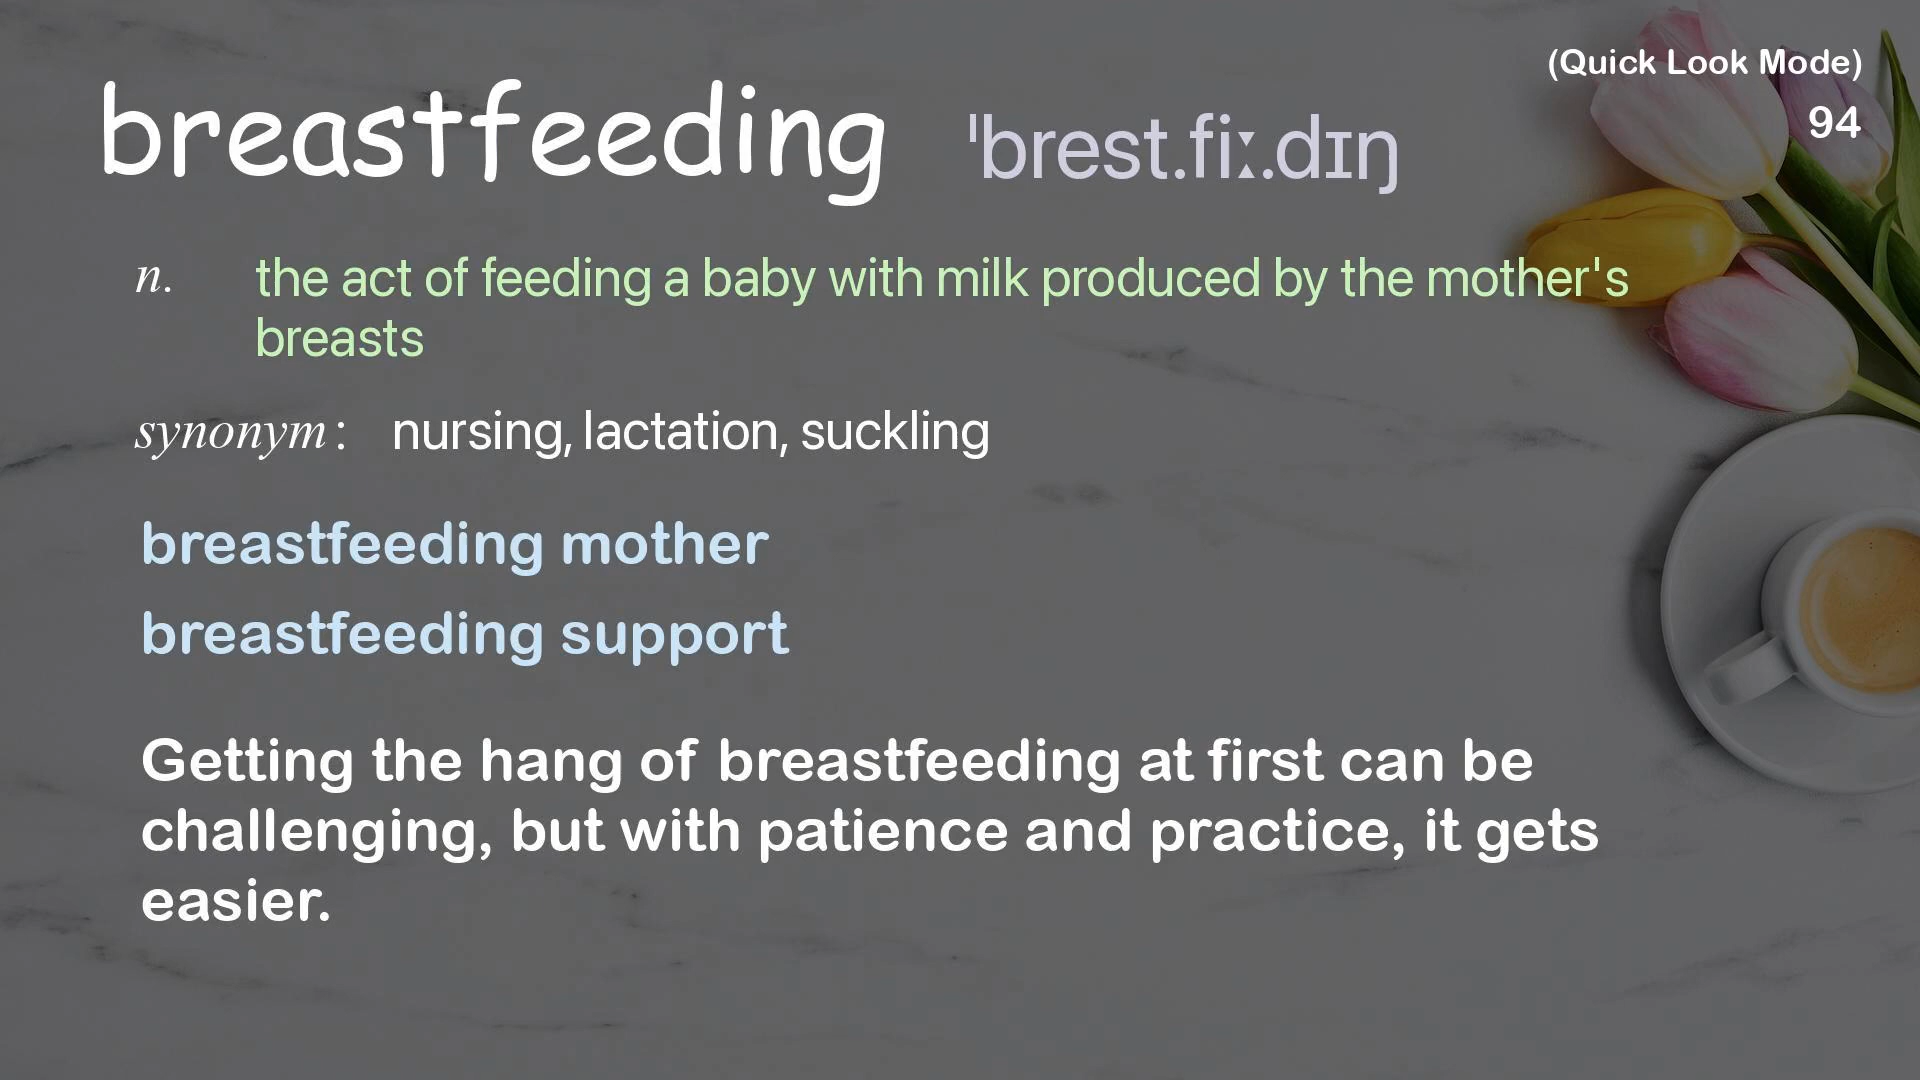 (Quick Look Mode)
94
breastfeeding ˈbrest.fiː.dɪŋ
n. the act of feeding a baby with milk produced by the mother's
breasts
synonym: nursing, lactation, suckling
breastfeeding mother
breastfeeding support
Getting the hang of breastfeeding at first can be
challenging, but with patience and practice, it gets
easier.